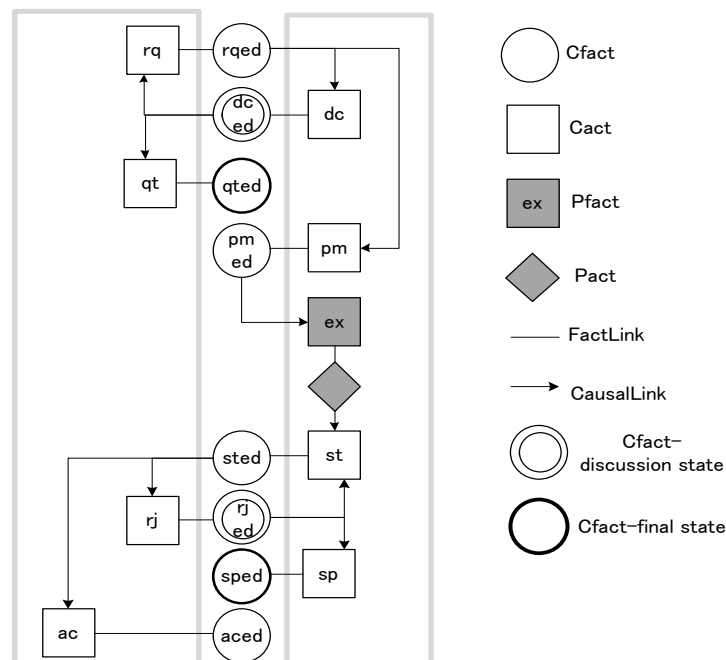 rq
rqed
dc
ed
dc
qt
qted
pm
ed
pm
ex
sted
st
rj
rj
ed
sped
sp
ac
aced
Cfact
Cact
ex
Pfact
Pact
FactLink
CausalLink
Cfact-
discussion state
Cfact-final state